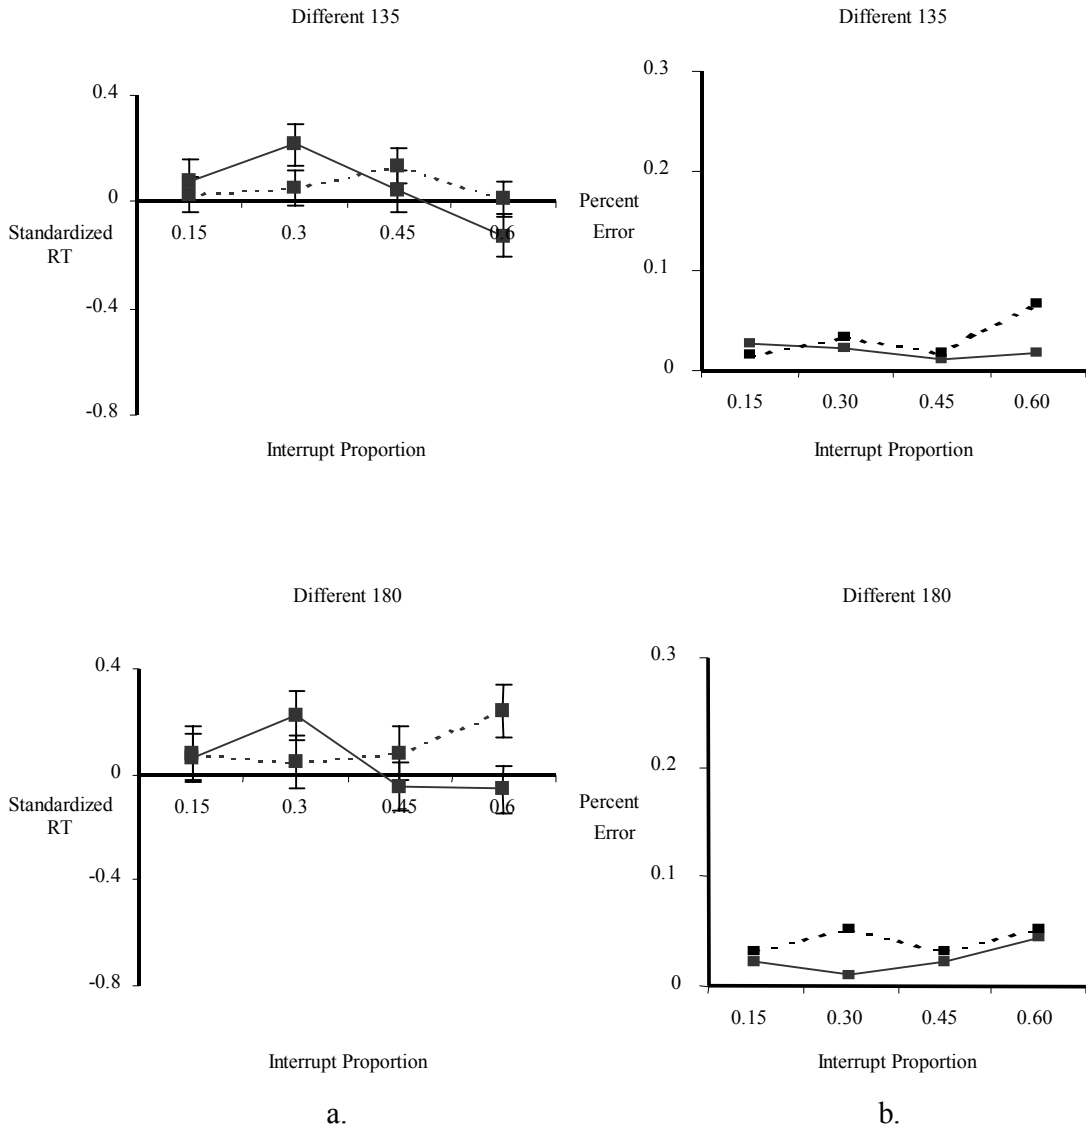 Different 135
0.4
0
-0.4
-0.8
Standardized
RT
0.15 0.3 0.45 0.6
Interrupt Proportion
Different 135
0.3
0.2
0.1
0
Percent
Error
0.15 0.30 0.45 0.60
Interrupt Proportion
Different 180
0.4
0
-0.4
-0.8
Standardized
RT
0.15 0.3 0.45 0.6
Interrupt Proportion
a.
Different 180
0.3
0.2
0.1
0
Percent
Error
0.15 0.30 0.45 0.60
Interrupt Proportion
b.